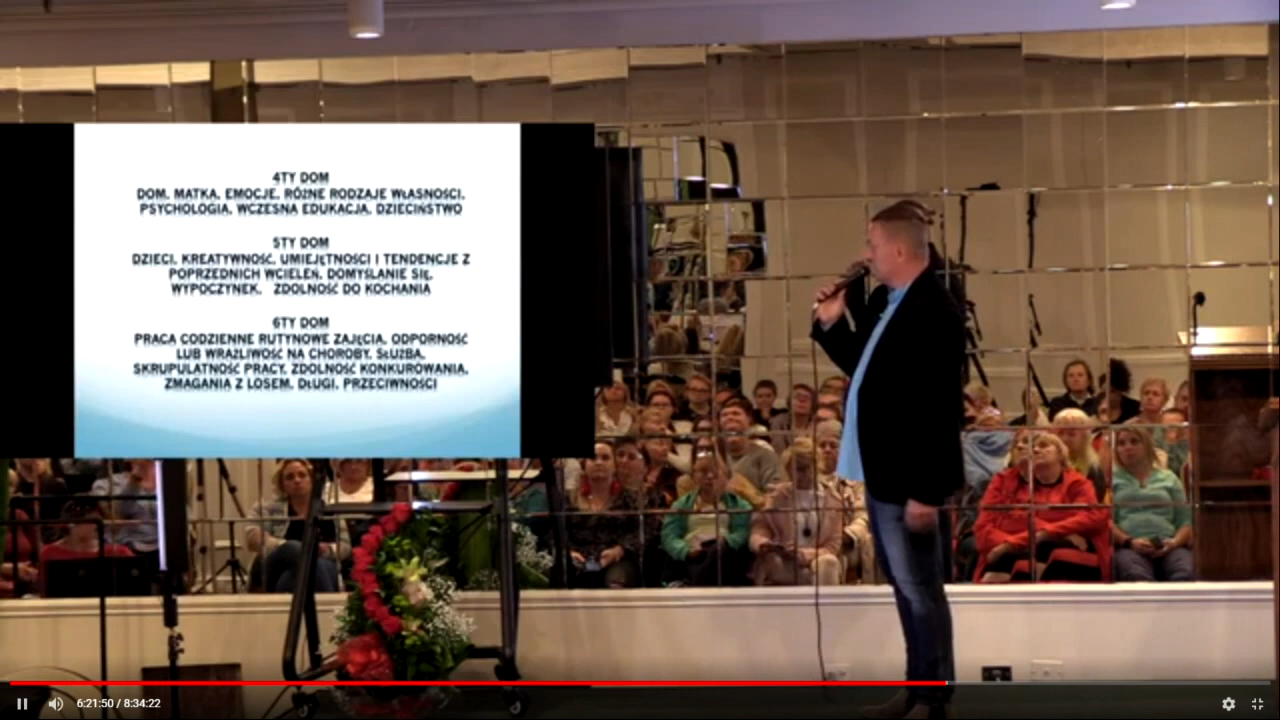 4TY DOM
DOM, MATKA, EMOCJE, RÓŻNE RODZAJE WŁASNOŚCI,
PSYCHOLOGIA, WCZESNA EDUKACJA, DZIECIŃSTWO
5TY DOM
DZIECI, KREATYWNOŚĆ, UMIEJĘTNOŚCI I TENDENCJE Z
POPRZEDNICH WCIELEŃ, DOMYŚLANIE SIĘ,
WYPOCZYNEK, ZDOLNOŚĆ DO KOCHANIA
6TY DOM
PRACA CODZIENNE RUTYNOWE ZAJĘCIA, ODPORNOŚĆ
LUB WRAŻLIWOŚĆ NA CHOROBY, SŁUŻBA,
SKRUPULATNOŚĆ PRACY, ZDOLNOŚĆ KONKUROWANIA,
ZMAGANIA Z LOSEM, DŁUGI, PRZECIWNOŚCI
6:21:50 / 8:34:22